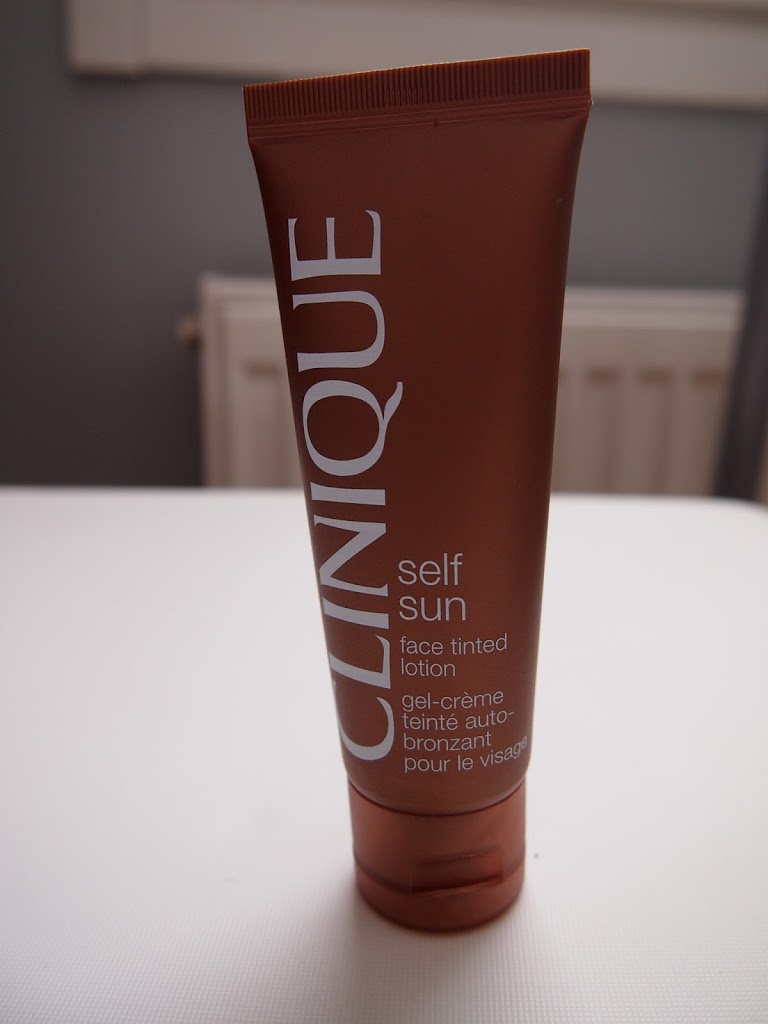 CLINIQUE
self
sun
face tinted
lotion
gel-crème
teinté auto-
bronzant
pour le visage